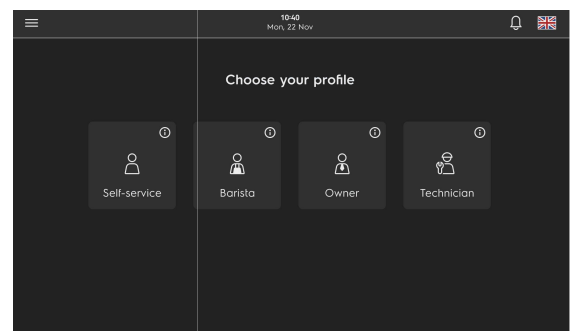 10:40
Mon, 22 Nov
Choose your profile
Self-service
Barista
Owner
Technician